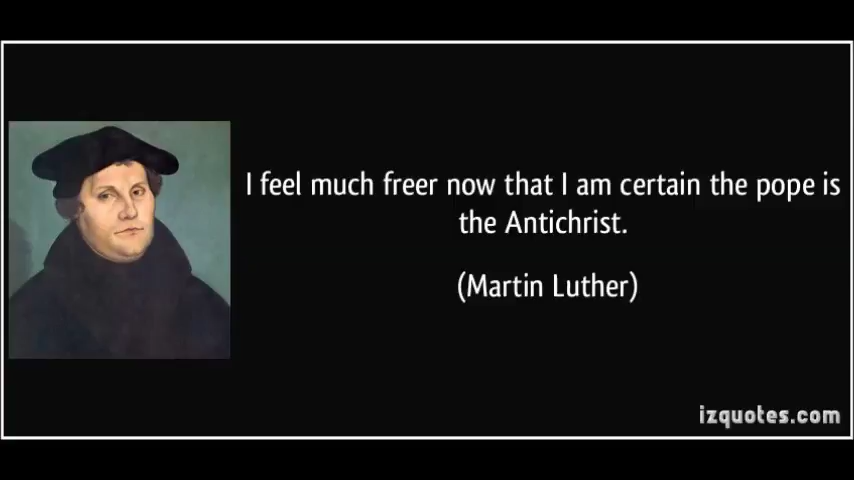 I feel much freer now that I am certain the pope is
the Antichrist.
(Martin Luther)
izquotes.com